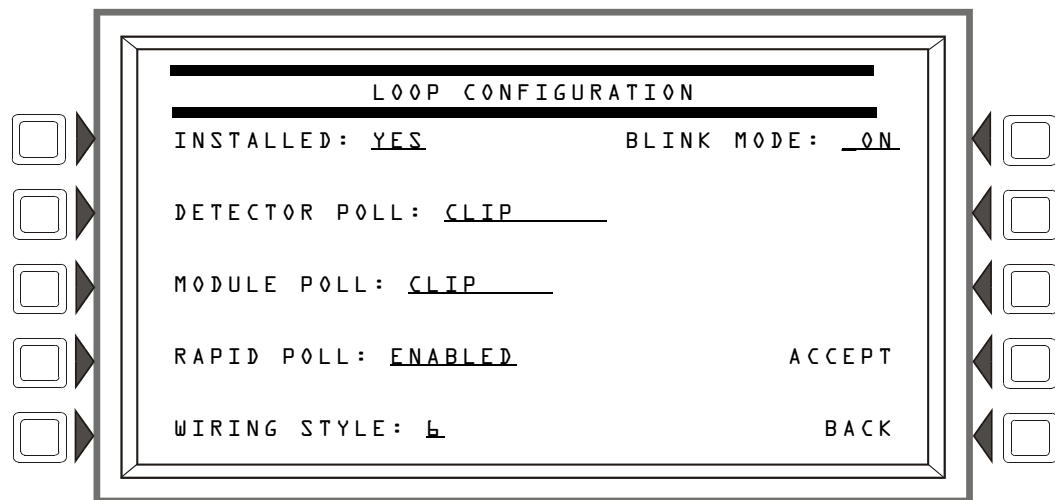 LOOP CONFIGURATION
INSTALLED: YES BLINK MODE: _ON
DETECTOR POLL: CLIP
MODULE POLL: CLIP
RAPID POLL: ENABLED ACCEPT
WIRING STYLE: 6 BACK